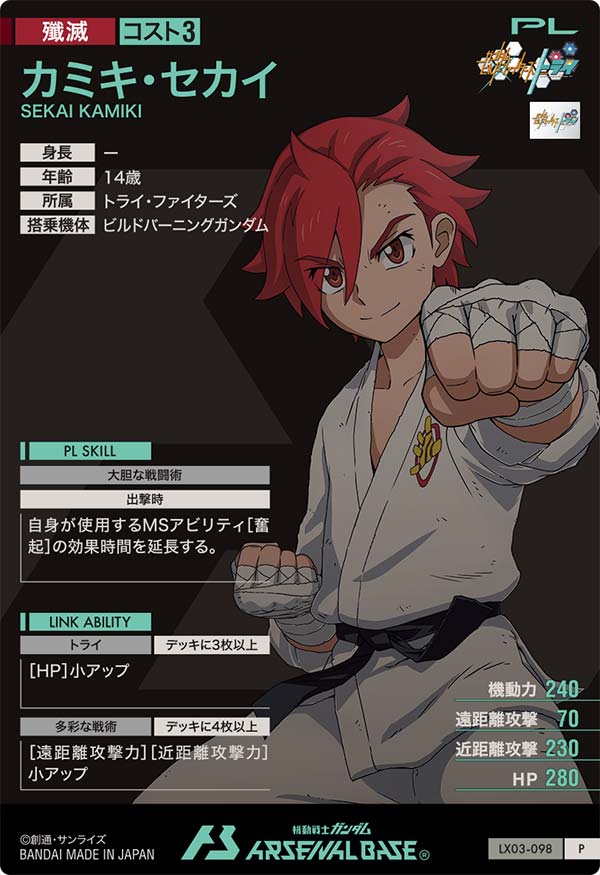 殲滅 コスト3
PL
カミキ・セカイ
SEKAI KAMIKI
身長 ー
年齢 14歳
所属 トライ・ファイターズ
搭乗機体 ビルドバーニングガンダム
PL SKILL
大胆な戦闘術
出撃時
自身が使用するMSアビリティ[奮
起]の効果時間を延長する。
LINK ABILITY
トライ デッキに3枚以上
[HP]小アップ
多彩な戦術 デッキに4枚以上
[遠距離攻撃力][近距離攻撃力]
小アップ
機動力 240
遠距離攻撃 70
近距離攻撃 230
HP 280
©創通・サンライズ
BANDAI MADE IN JAPAN
機動戦士ガンダム
AB ARSENAL BASE®
LX03-098 P